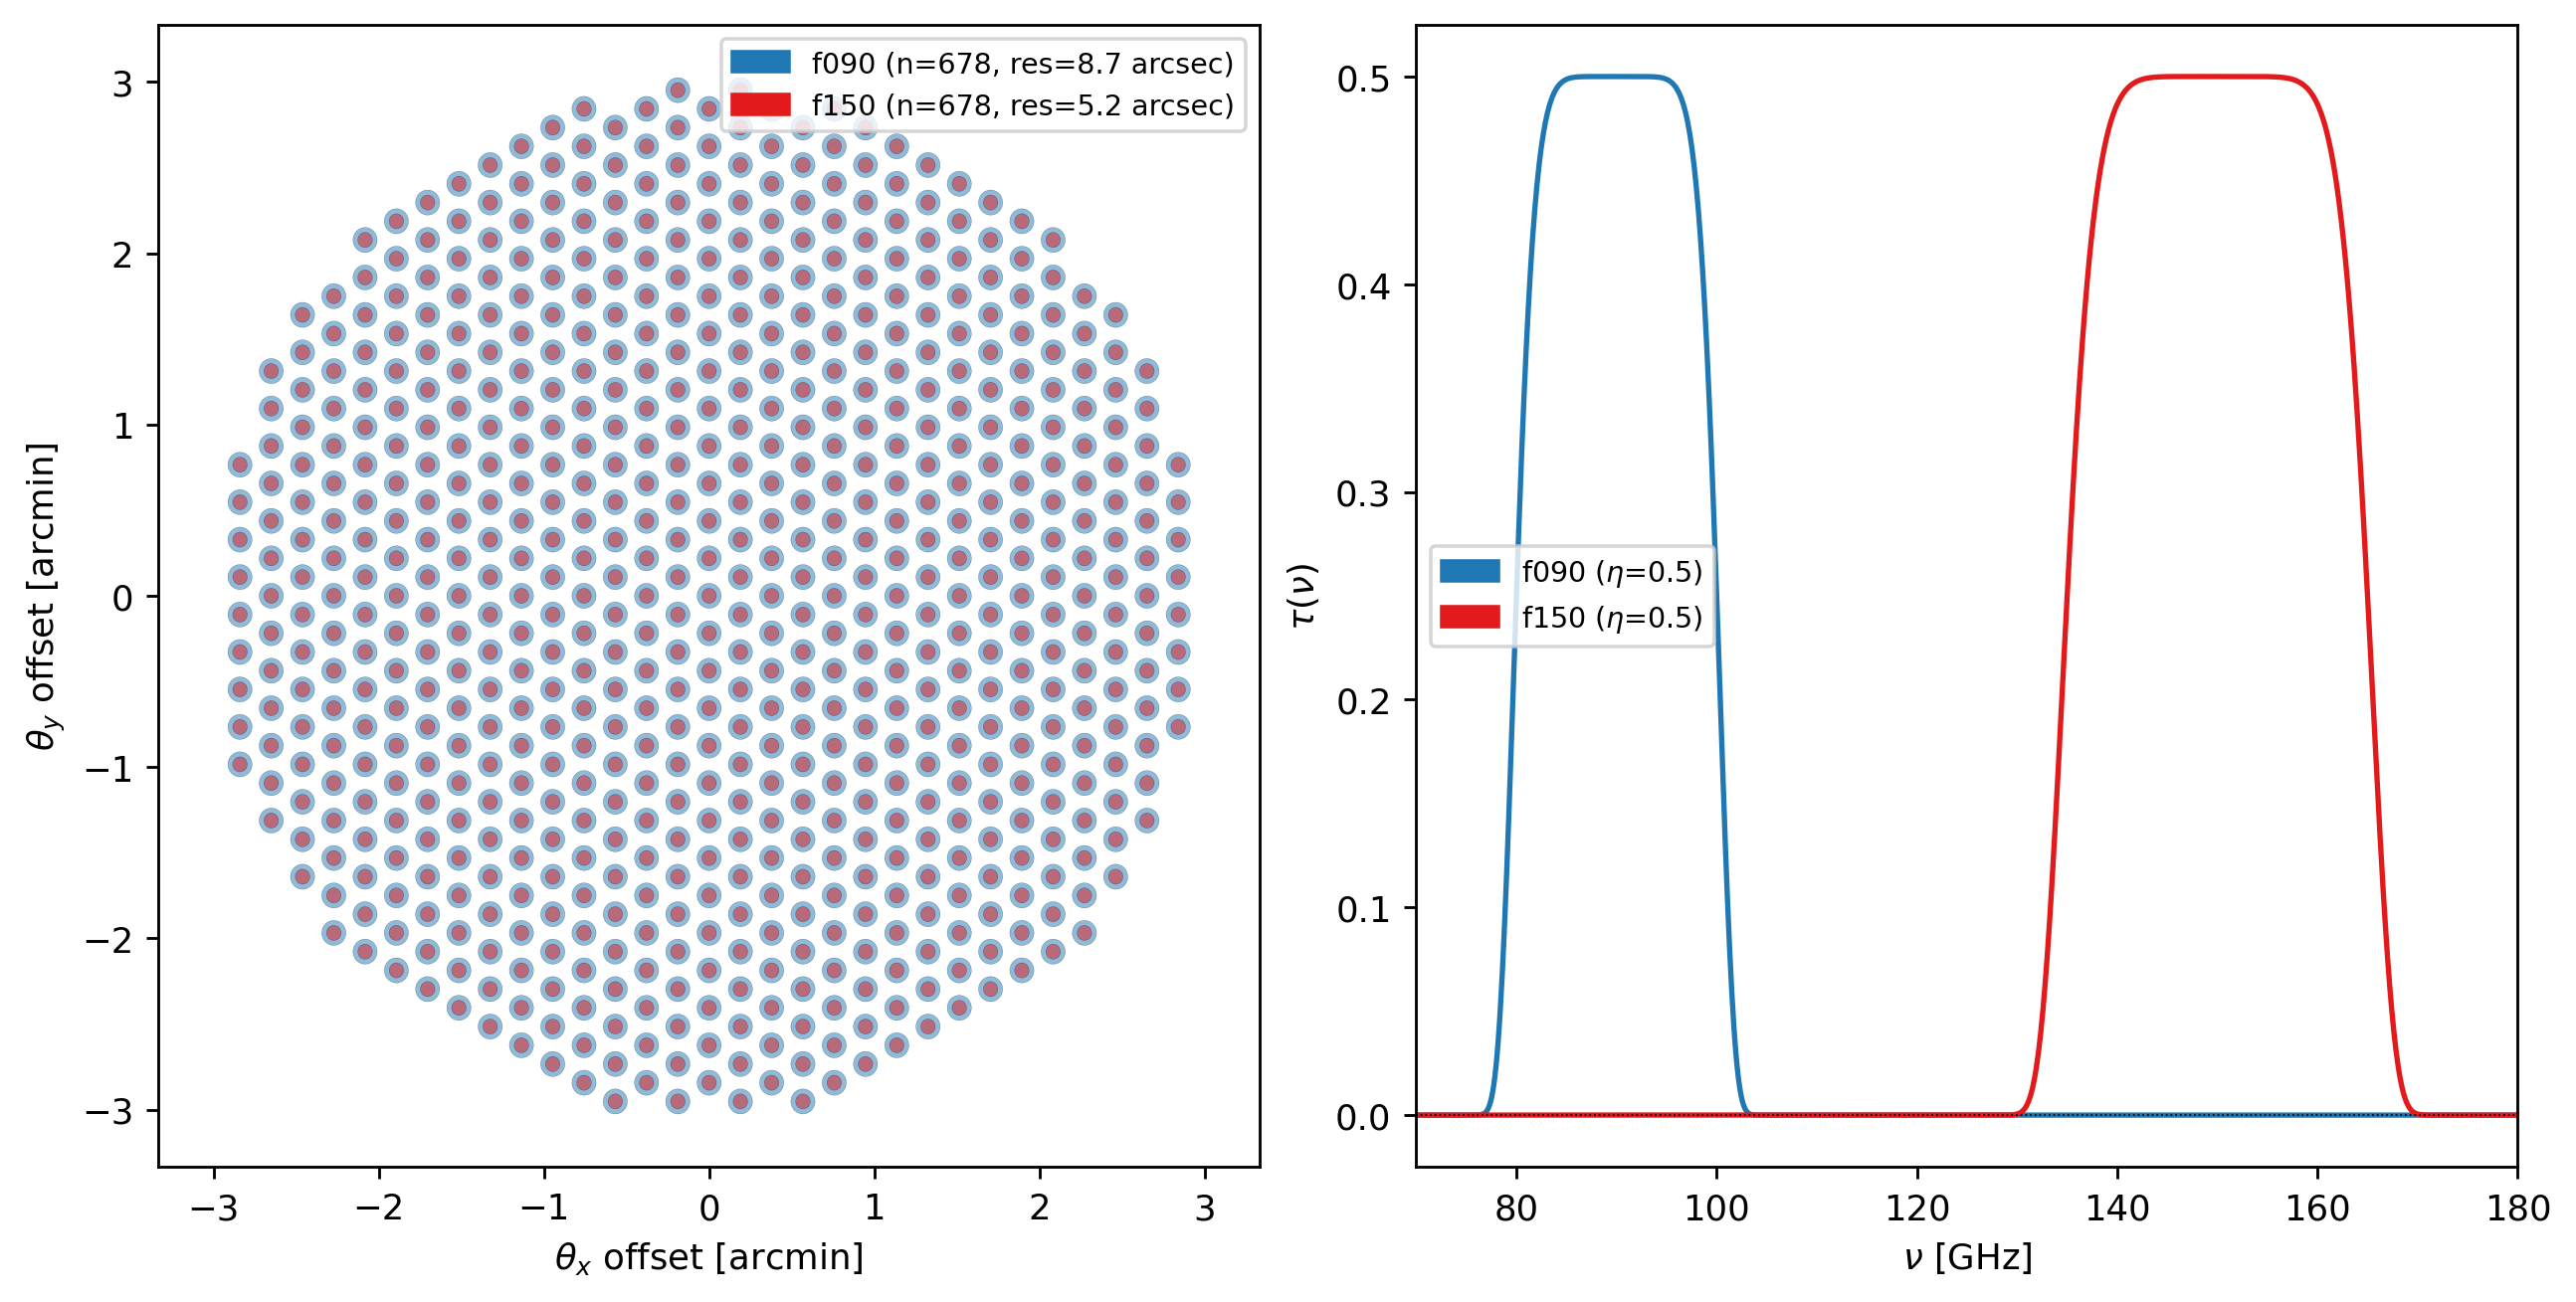 f090 (n=678, res=8.7 arcsec)
f150 (n=678, res=5.2 arcsec)
3
2
1
0
−1
−2
−3
θy offset [arcmin]
−3 −2 −1 0 1 2 3
θx offset [arcmin]
0.5
0.4
0.3
0.2
0.1
0.0
τ(ν)
f090 (η=0.5)
f150 (η=0.5)
80 100 120 140 160 180
ν [GHz]